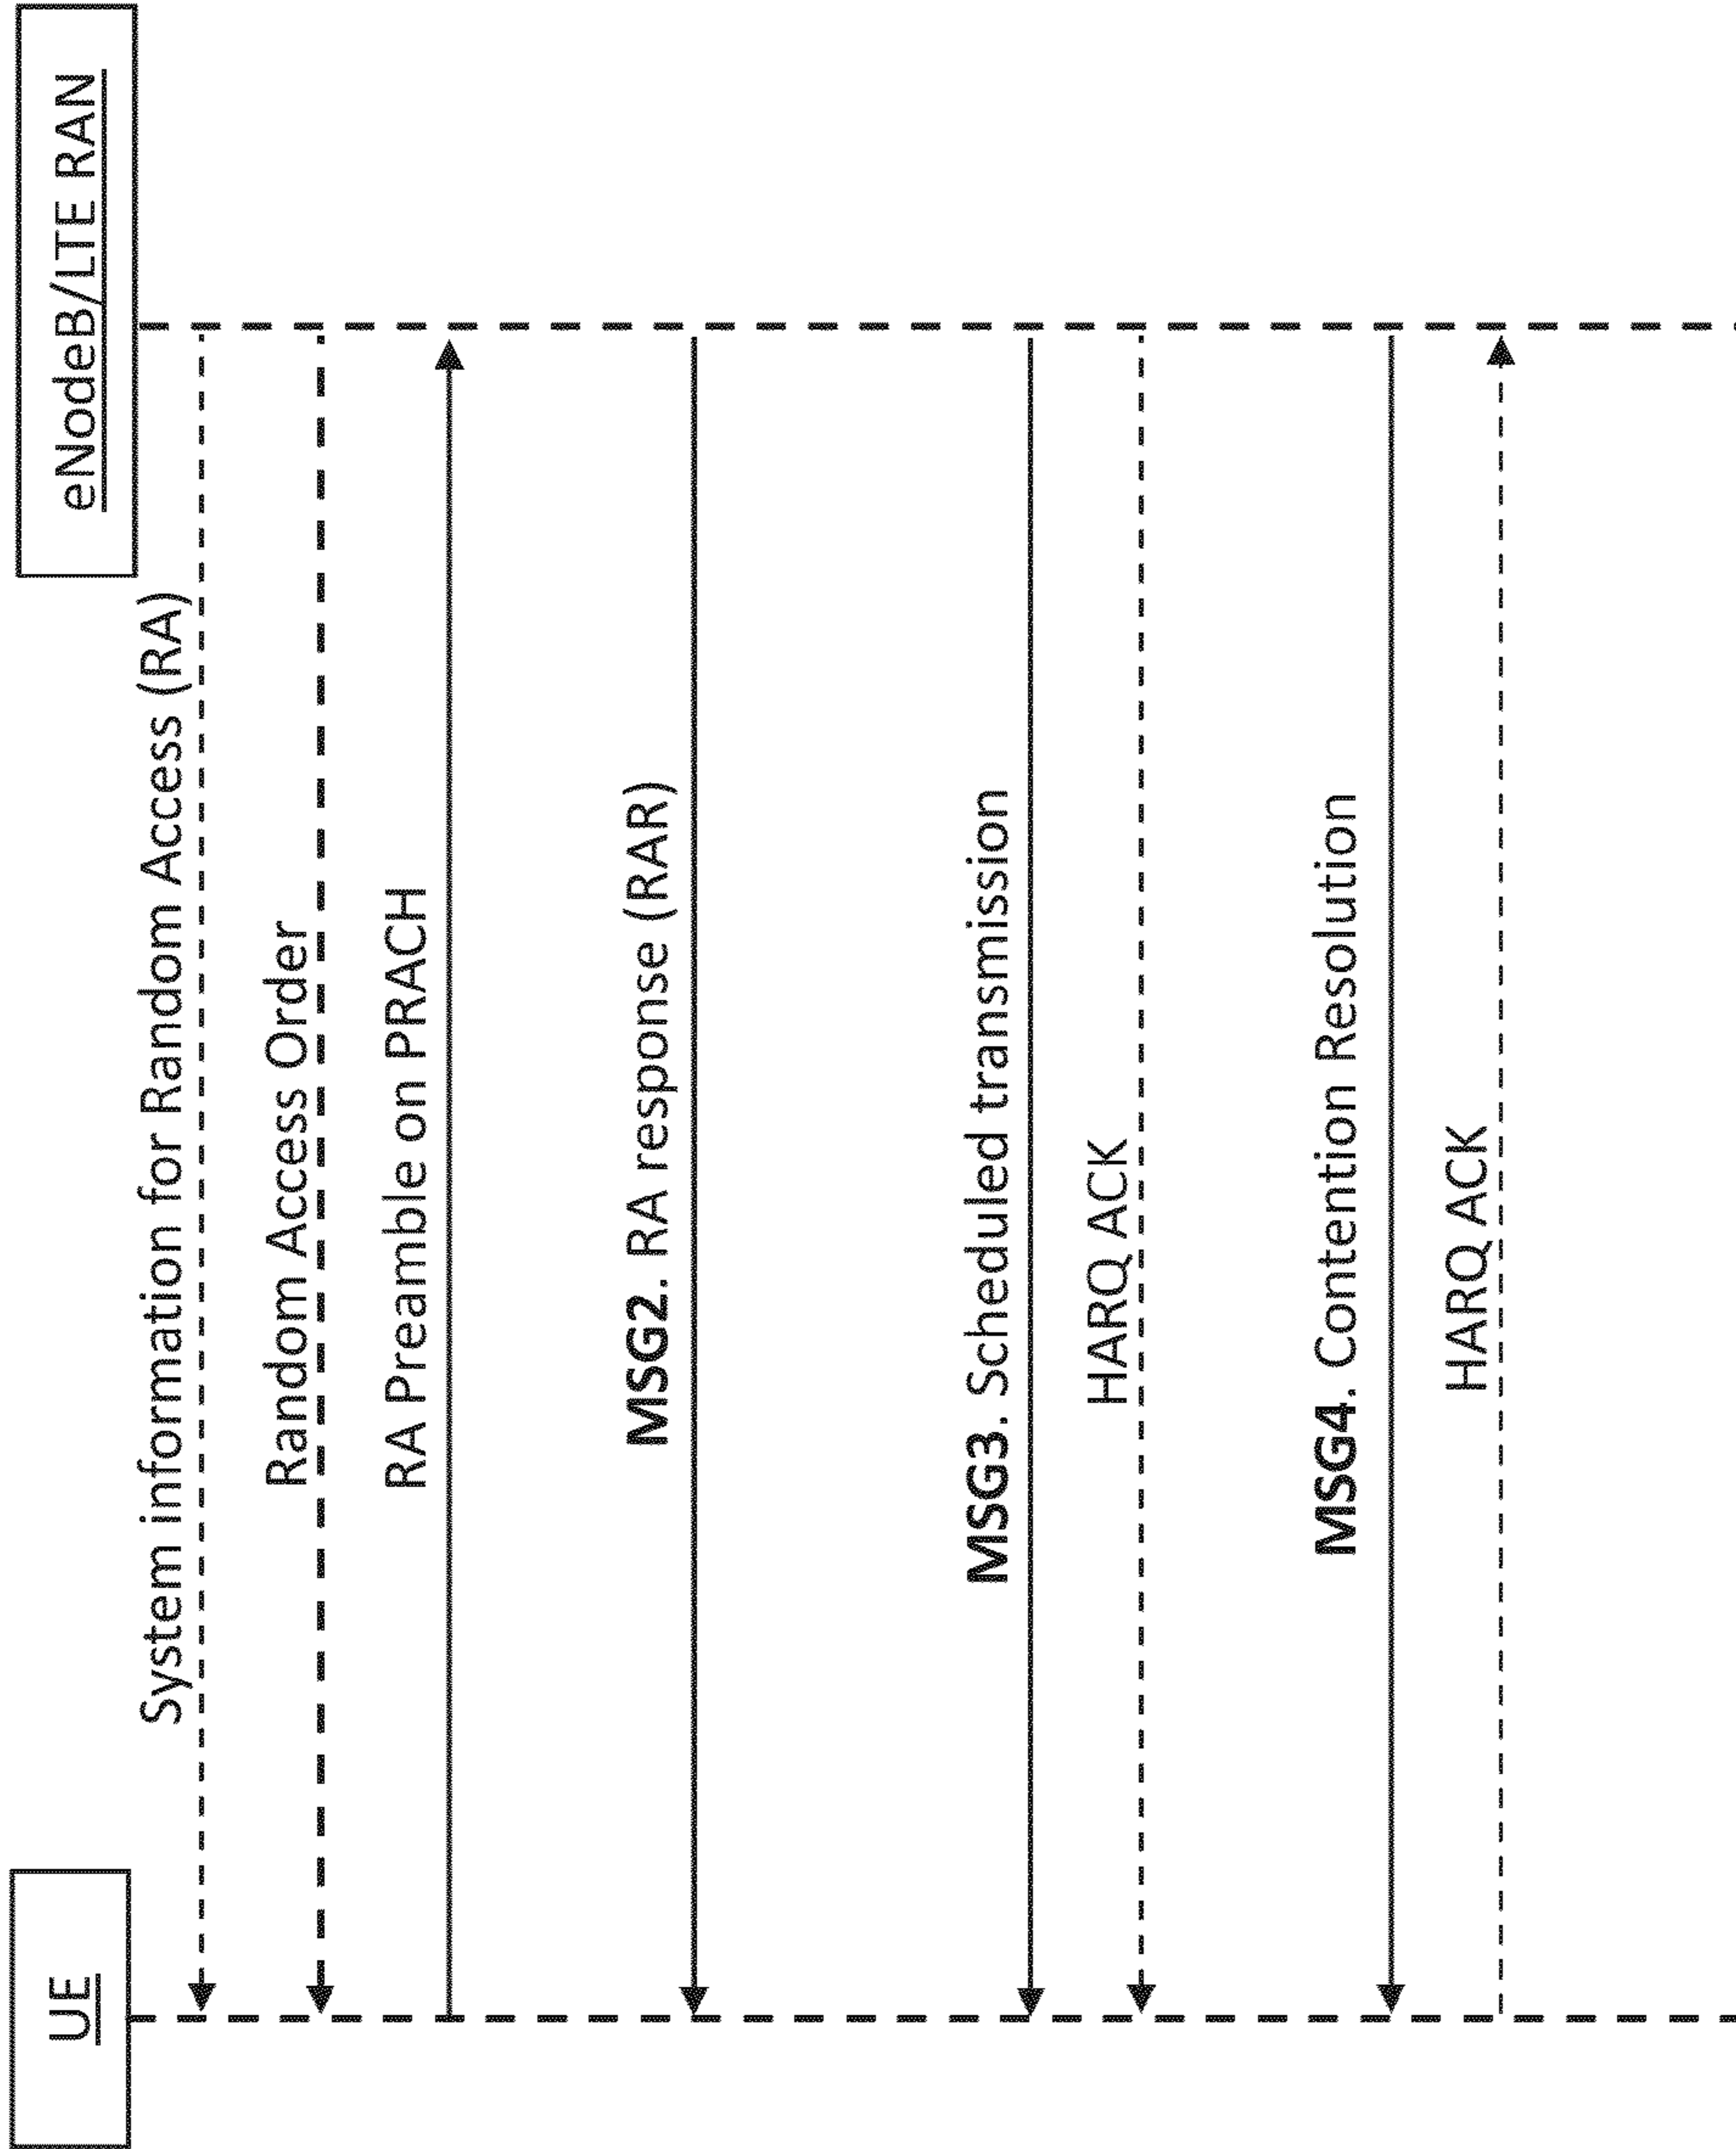 UE
eNodeB/LTE RAN
System information for Random Access (RA)
Random Access Order
RA Preamble on PRACH
MSG2. RA response (RAR)
MSG3. Scheduled transmission
HARQ ACK
MSG4. Contention Resolution
HARQ ACK